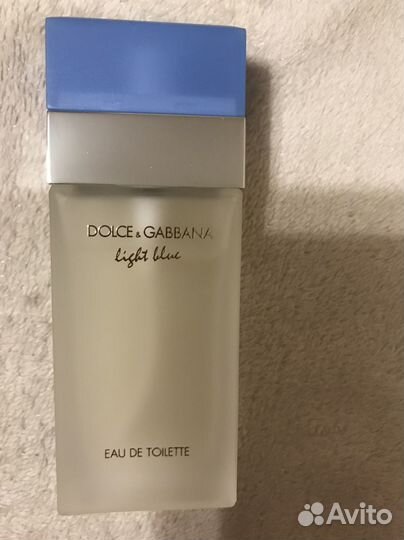 DOLCE & GABBANA
light blue
EAU DE TOILETTE
Avito